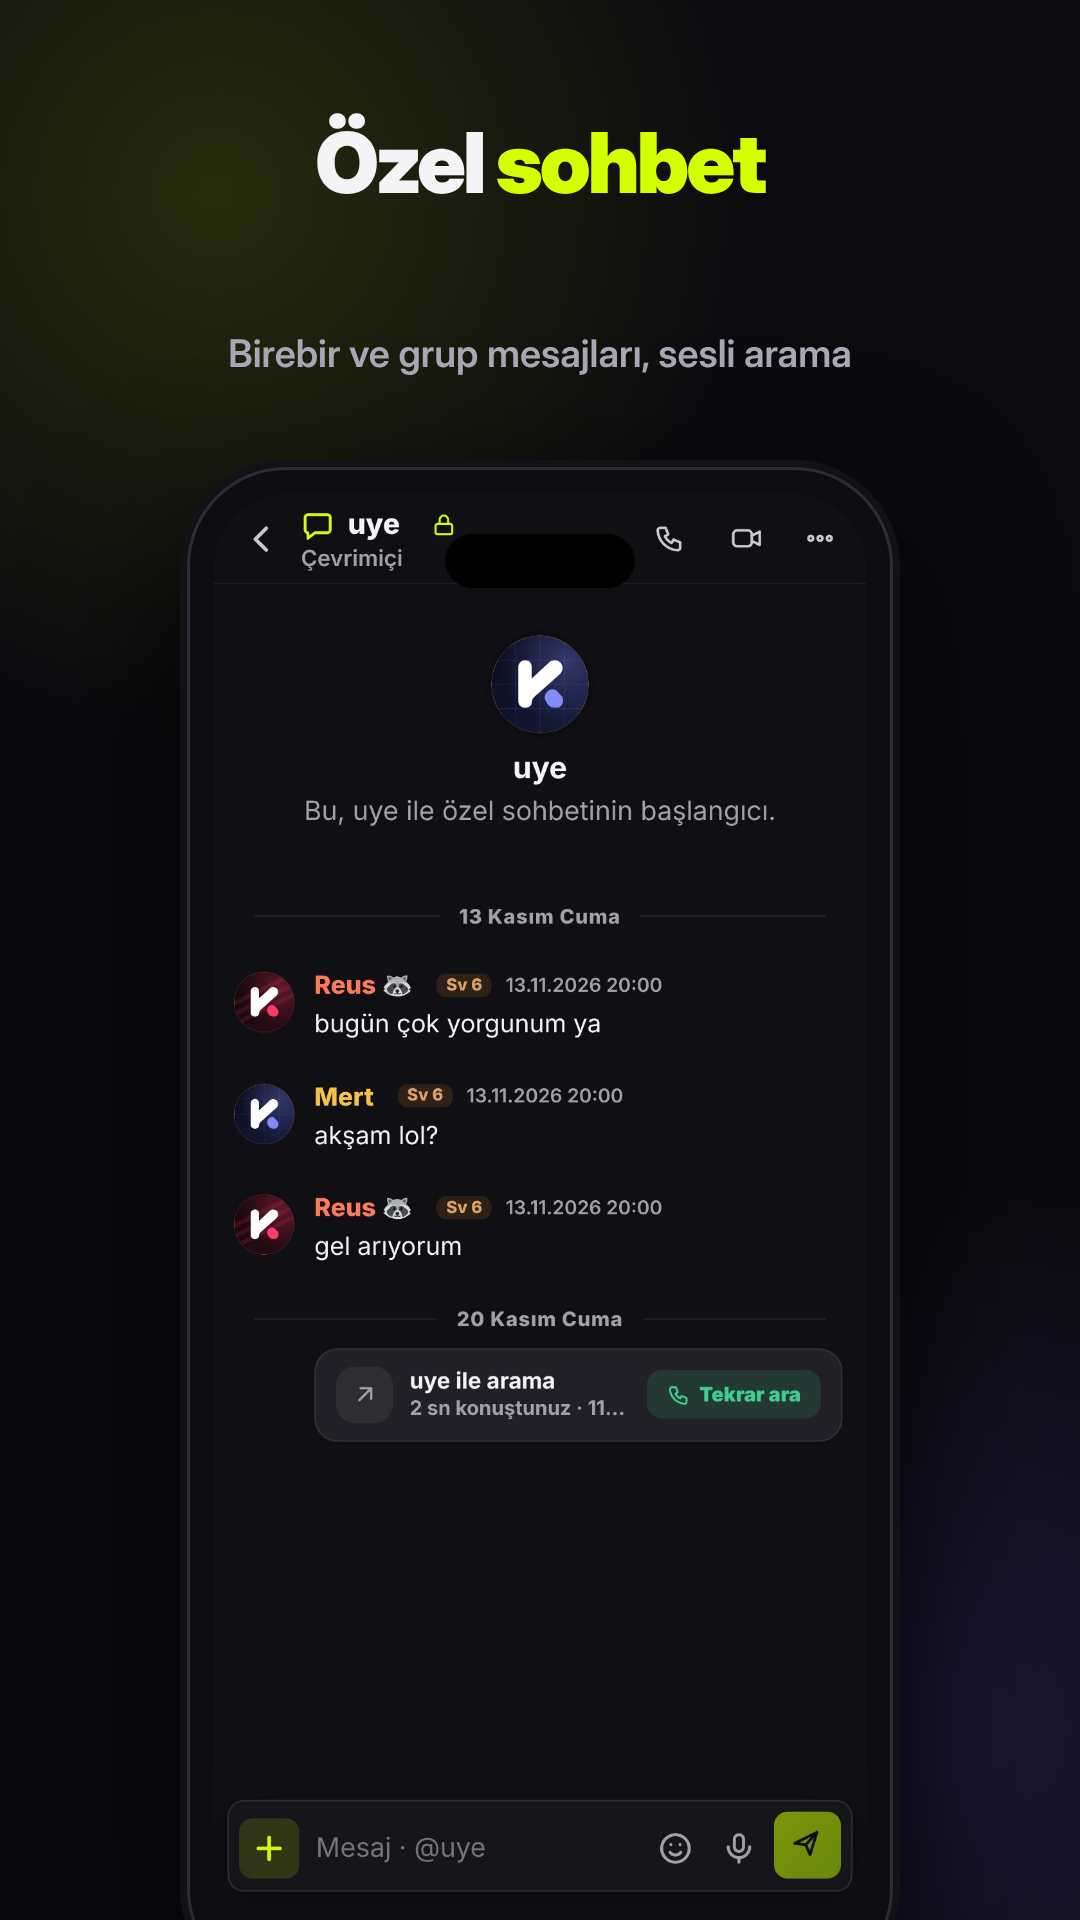 Özel sohbet
Birebir ve grup mesajları, sesli arama
uye
Çevrimiçi
uye
Bu, uye ile özel sohbetinin başlangıcı.
13 Kasım Cuma
Reus 🦝 Sv 6 13.11.2026 20:00
bugün çok yorgunum ya
Mert Sv 6 13.11.2026 20:00
akşam lol?
Reus 🦝 Sv 6 13.11.2026 20:00
gel arıyorum
20 Kasım Cuma
uye ile arama
2 sn konuştunuz · 11...
Tekrar ara
Mesaj · @uye